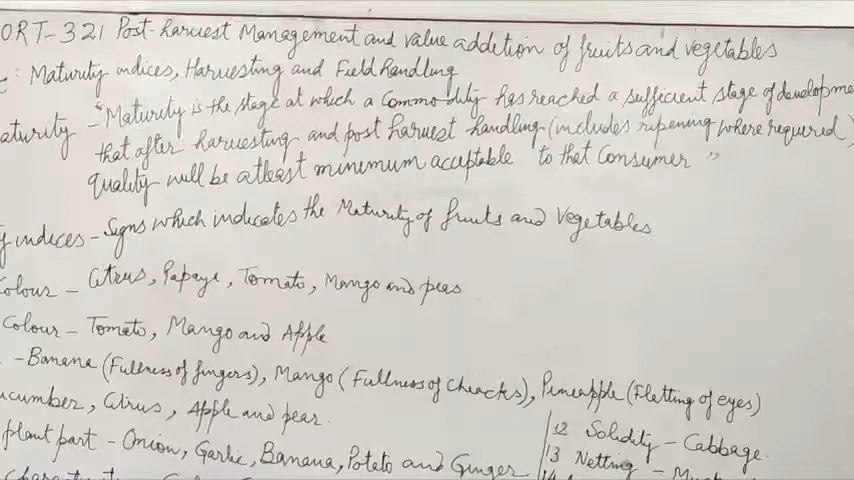 ORT-321 Post-harvest Management and value addition of fruits and vegetables
: Maturity indices, Harvesting and Field handling
aturity - "Maturity is the stage at which a Commodity has reached a sufficient stage of developme
that after harvesting and post harvest handling (includes ripening where required)
quality will be atleast minimum acceptable to that Consumer"
y indices - Signs which indicates the Maturity of fruits and Vegetables
Colour - Citrus, Papaya, Tomato, Mango and peas
Colour - Tomato, Mango and Apple
- Banana (Fullness of fingers), Mango (Fullness of Cheacks), Pineapple (Flatting of eyes)
ucumber, Citrus, Apple and pear.
plant part - Onion, Garlic, Banana, Potato and Ginger
12 Solidity - Cabbage.
13 Netting - Musk